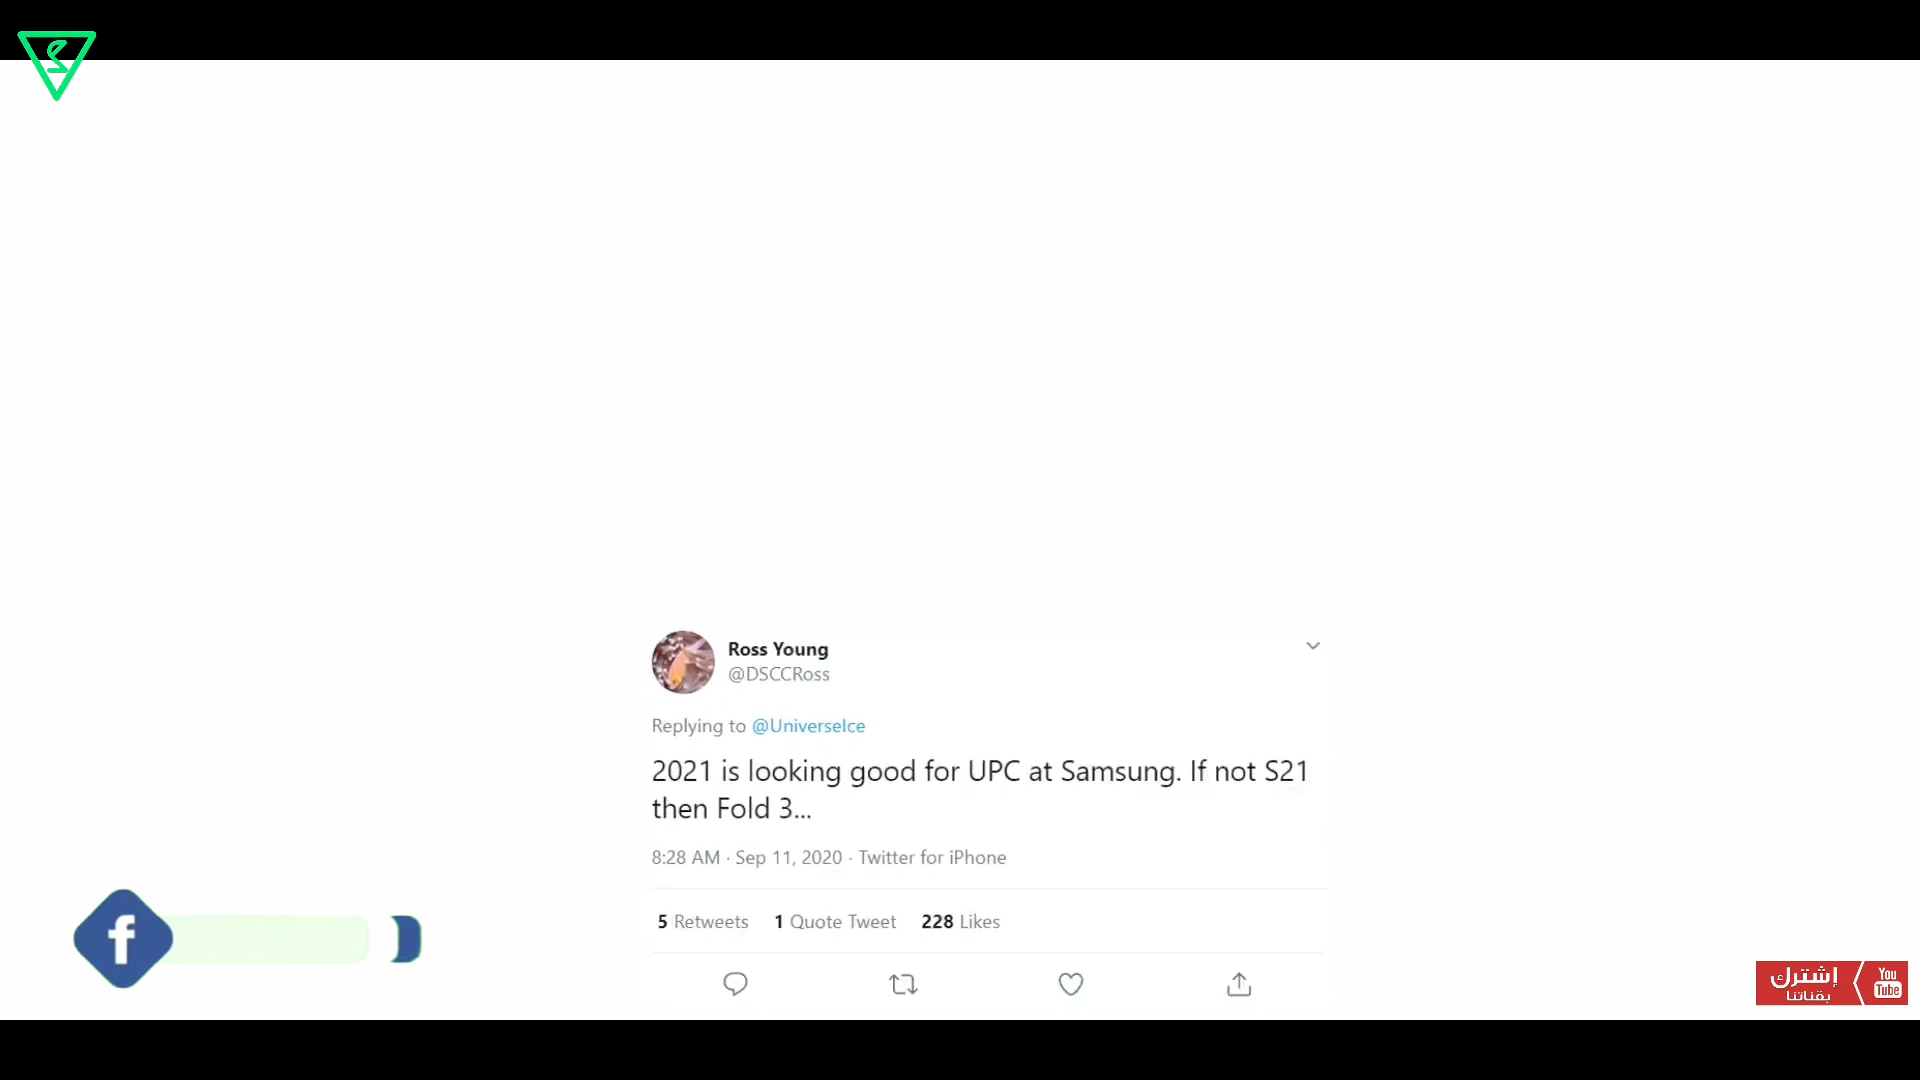 Ross Young
@DSCCRoss
Replying to @UniverseIce
2021 is looking good for UPC at Samsung. If not S21
then Fold 3...
8:28 AM · Sep 11, 2020 · Twitter for iPhone
5 Retweets 1 Quote Tweet 228 Likes
إشترك
بقناتنا
You
Tube